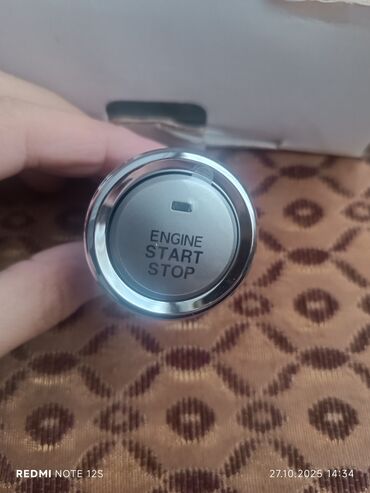 ENGINE
START
STOP
REDMI NOTE 12S
27.10.2025 14:34